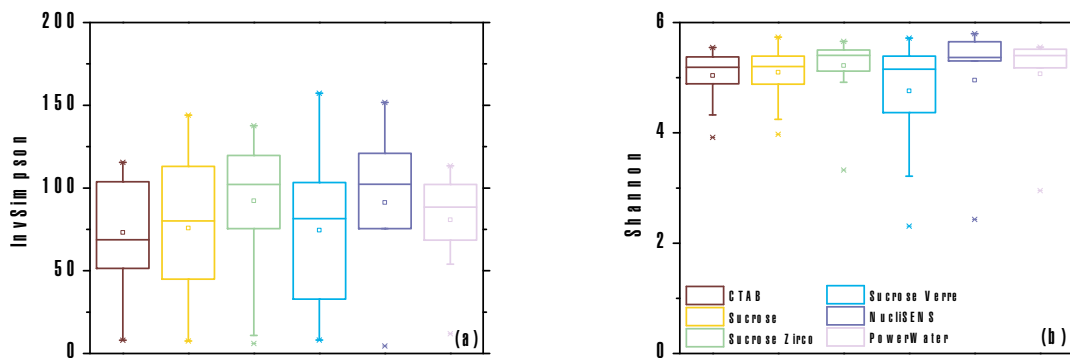 200
150
100
50
0
InvSimpson
(a)
6
4
2
0
Shannon
CTAB
Sucrose
Sucrose Zirco
Sucrose Verre
NucliSENS
PowerWater
(b)